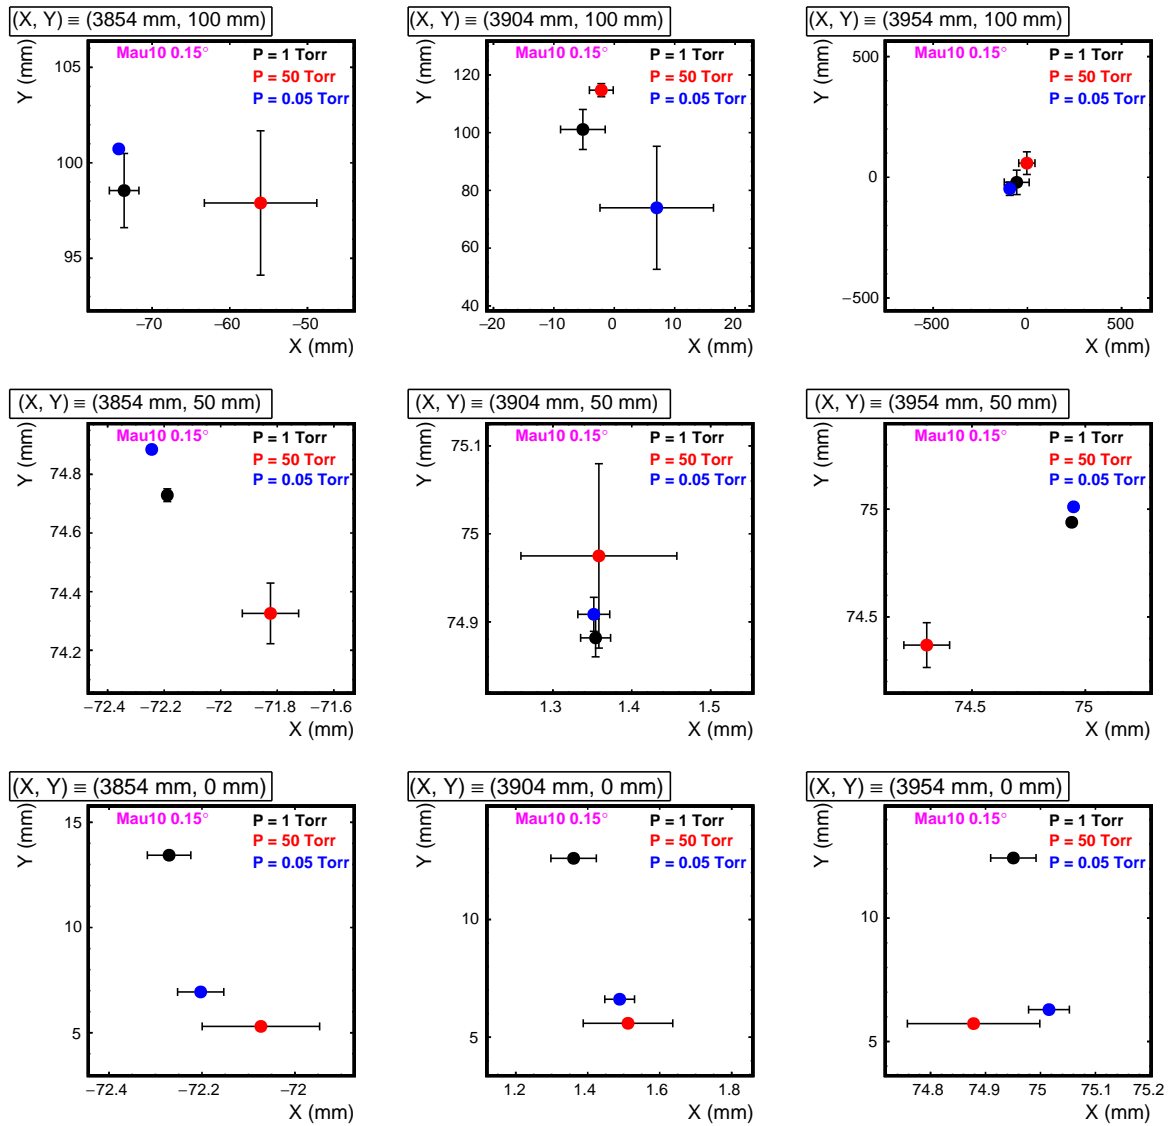 (X, Y) ≡ (3854 mm, 100 mm)
Y (mm)
Mau10 0.15°
P = 1 Torr
P = 50 Torr
P = 0.05 Torr
105
100
95
−70 −60 −50
X (mm)
(X, Y) ≡ (3904 mm, 100 mm)
Y (mm)
Mau10 0.15°
P = 1 Torr
P = 50 Torr
P = 0.05 Torr
120
100
80
60
40
−20 −10 0 10 20
X (mm)
(X, Y) ≡ (3954 mm, 100 mm)
Y (mm)
Mau10 0.15°
P = 1 Torr
P = 50 Torr
P = 0.05 Torr
500
0
−500
−500 0 500
X (mm)
(X, Y) ≡ (3854 mm, 50 mm)
Y (mm)
Mau10 0.15°
P = 1 Torr
P = 50 Torr
P = 0.05 Torr
74.8
74.6
74.4
74.2
−72.4 −72.2 −72 −71.8 −71.6
X (mm)
(X, Y) ≡ (3904 mm, 50 mm)
Y (mm)
Mau10 0.15°
P = 1 Torr
P = 50 Torr
P = 0.05 Torr
75.1
75
74.9
1.3 1.4 1.5
X (mm)
(X, Y) ≡ (3954 mm, 50 mm)
Y (mm)
Mau10 0.15°
P = 1 Torr
P = 50 Torr
P = 0.05 Torr
75
74.5
74.5 75
X (mm)
(X, Y) ≡ (3854 mm, 0 mm)
Y (mm)
Mau10 0.15°
P = 1 Torr
P = 50 Torr
P = 0.05 Torr
15
10
5
−72.4 −72.2 −72
X (mm)
(X, Y) ≡ (3904 mm, 0 mm)
Y (mm)
Mau10 0.15°
P = 1 Torr
P = 50 Torr
P = 0.05 Torr
10
5
1.2 1.4 1.6 1.8
X (mm)
(X, Y) ≡ (3954 mm, 0 mm)
Y (mm)
Mau10 0.15°
P = 1 Torr
P = 50 Torr
P = 0.05 Torr
10
5
74.8 74.9 75 75.1 75.2
X (mm)